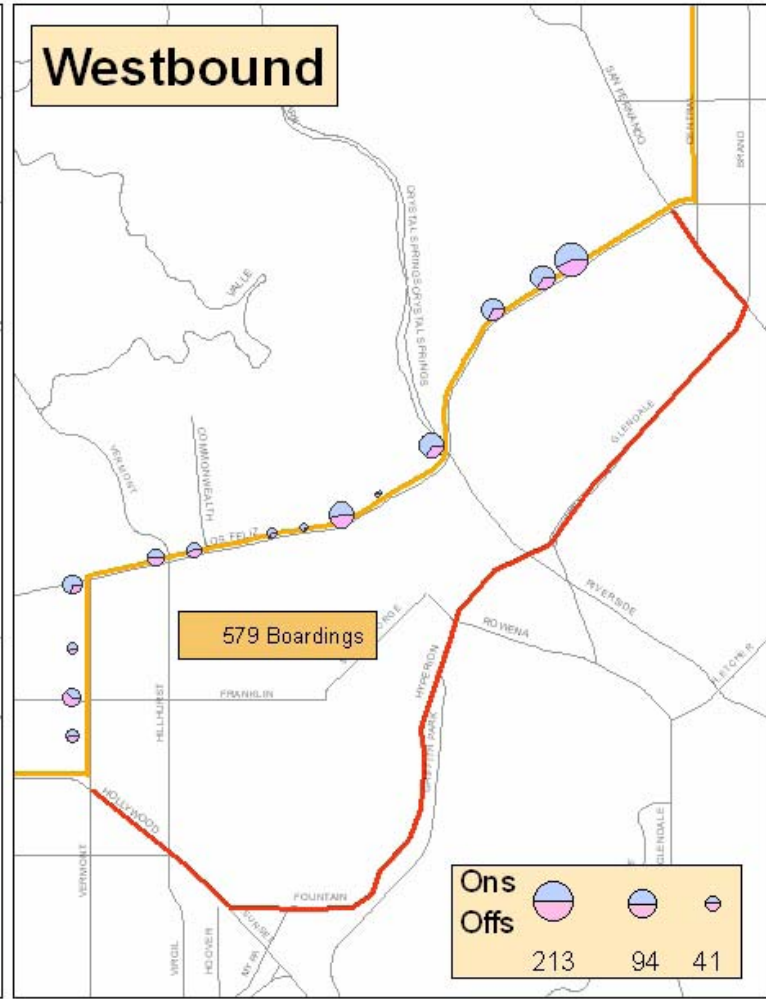 Westbound
SAN FERNANDO
CENTRAL
BRAND
CRYSTAL SPRINGS
CRYSTAL SPRINGS
VALLE
GLENDALE
VERMONT
COMMONWEALTH
LOS FELIZ
RIVERSIDE
579 Boardings
ROWENA
FLETCHER
HYPERION
FRANKLIN
HILLHURST
GRIFFITH PARK
HOLLYWOOD
GLENDALE
VERMONT
FOUNTAIN
SUNSET
VIRGIL
HOOVER
MYRA
Ons
Offs
213 94 41